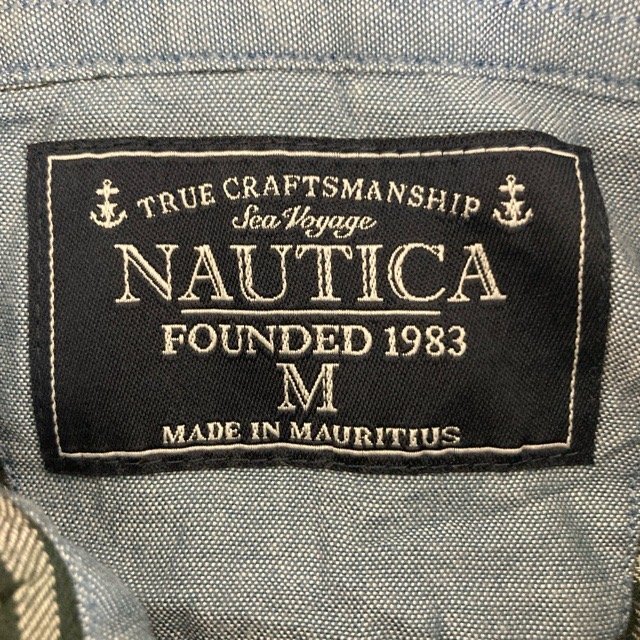 TRUE CRAFTSMANSHIP
Sea Voyage
NAUTICA
FOUNDED 1983
M
MADE IN MAURITIUS